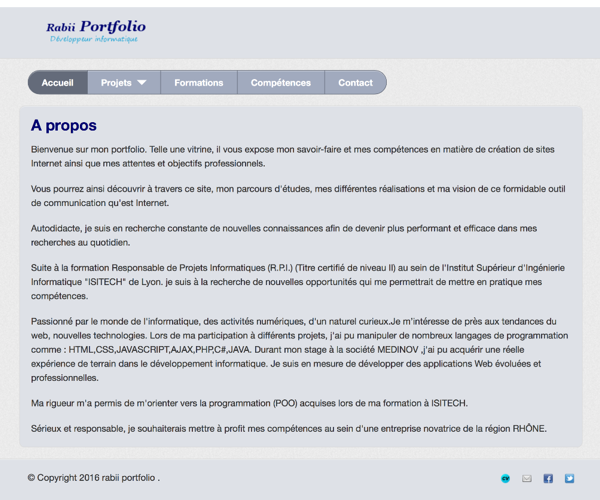 Rabii Portfolio
Développeur informatique
Accueil Projets Formations Compétences Contact
A propos
Bienvenue sur mon portfolio. Telle une vitrine, il vous expose mon savoir-faire et mes compétences en matière de création de sites
Internet ainsi que mes attentes et objectifs professionnels.
Vous pourrez ainsi découvrir à travers ce site, mon parcours d'études, mes différentes réalisations et ma vision de ce formidable outil
de communication qu'est Internet.
Autodidacte, je suis en recherche constante de nouvelles connaissances afin de devenir plus performant et efficace dans mes
recherches au quotidien.
Suite à la formation Responsable de Projets Informatiques (R.P.I.) (Titre certifié de niveau II) au sein de l'Institut Supérieur d'Ingénierie
Informatique "ISITECH" de Lyon. je suis à la recherche de nouvelles opportunités qui me permettrait de mettre en pratique mes
compétences.
Passionné par le monde de l'informatique, des activités numériques, d'un naturel curieux.Je m'intéresse de près aux tendances du
web, nouvelles technologies. Lors de ma participation à différents projets, j'ai pu manipuler de nombreux langages de programmation
comme : HTML,CSS,JAVASCRIPT,AJAX,PHP,C#,JAVA. Durant mon stage à la société MEDINOV ,j'ai pu acquérir une réelle
expérience de terrain dans le développement informatique. Je suis en mesure de développer des applications Web évoluées et
professionnelles.
Ma rigueur m'a permis de m'orienter vers la programmation (POO) acquises lors de ma formation à ISITECH.
Sérieux et responsable, je souhaiterais mettre à profit mes compétences au sein d'une entreprise novatrice de la région RHÔNE.
© Copyright 2016 rabii portfolio .
CV